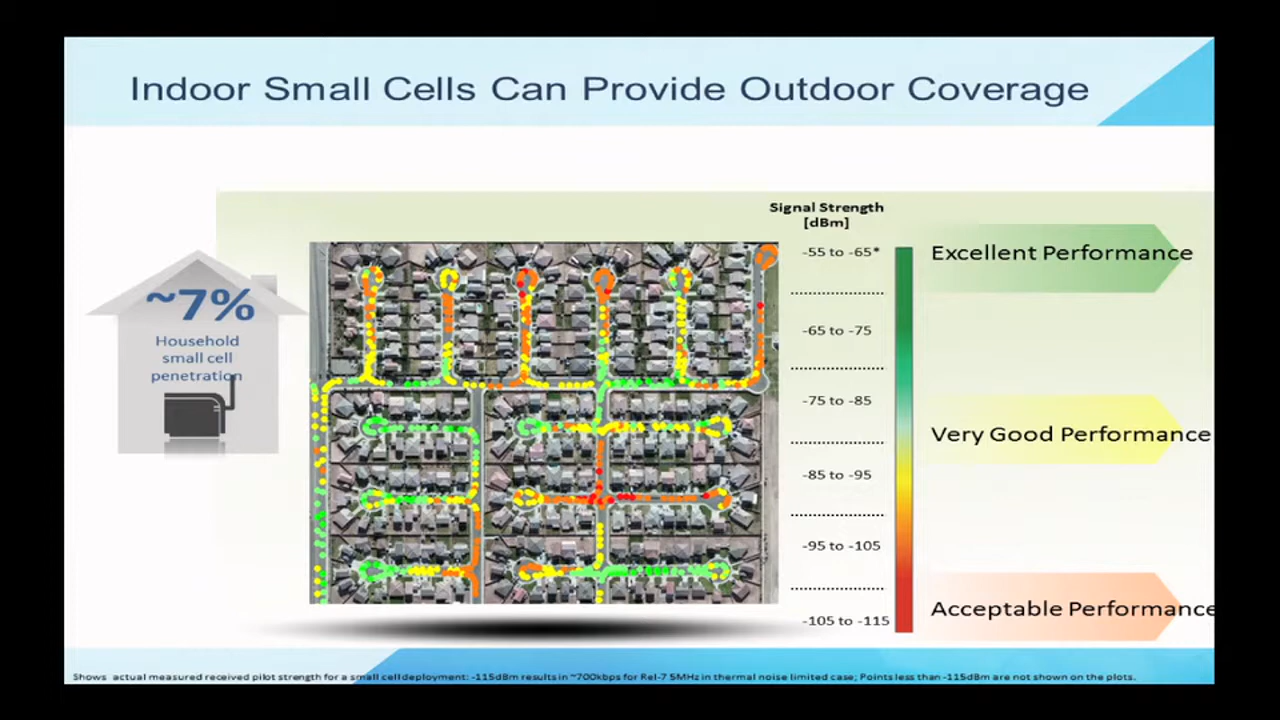 Indoor Small Cells Can Provide Outdoor Coverage
~7%
Household
small cell
penetration
Signal Strength
[dBm]
-55 to -65*
-65 to -75
-75 to -85
-85 to -95
-95 to -105
-105 to -115
Excellent Performance
Very Good Performance
Acceptable Performance
Shows actual measured received pilot strength for a small cell deployment: -115dBm results in ~700kbps for Rel-7 5MHz in thermal noise limited case; Points less than -115dBm are not shown on the plots.